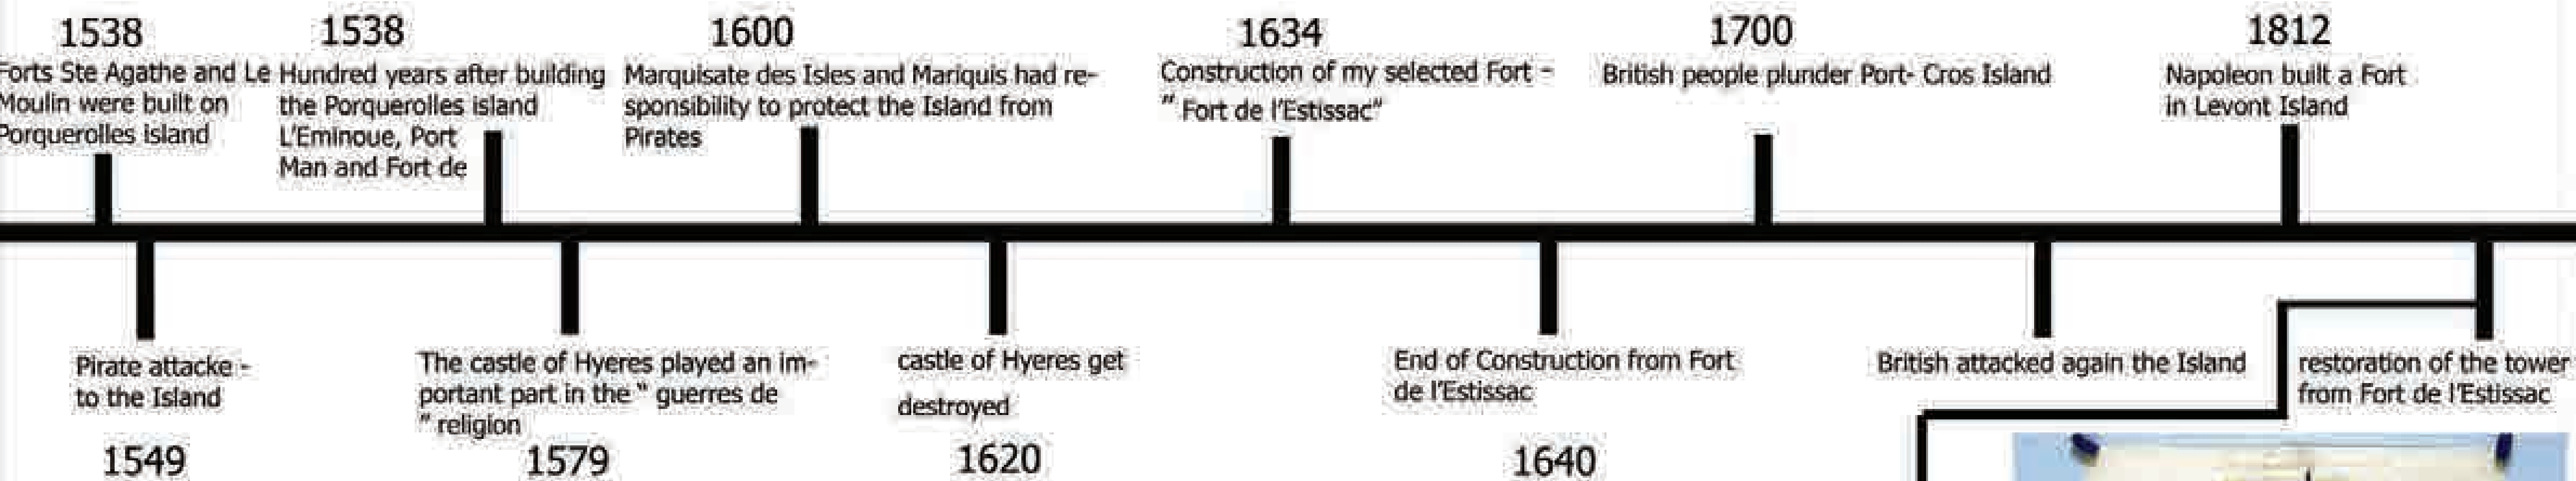 1538
Forts Ste Agathe and Le
Moulin were built on
Porquerolles island
1538
Hundred years after building
the Porquerolles island
L'Eminoue, Port
Man and Fort de
1600
Marquisate des Isles and Mariquis had re-
sponsibility to protect the Island from
Pirates
1634
Construction of my selected Fort -
" Fort de l'Estissac"
1700
British people plunder Port- Cros Island
1812
Napoleon built a Fort
in Levont Island
Pirate attacke -
to the Island
1549
The castle of Hyeres played an im-
portant part in the " guerres de
" religion
1579
castle of Hyeres get
destroyed
1620
End of Construction from Fort
de l'Estissac
1640
British attacked again the Island
restoration of the tower
from Fort de l'Estissac